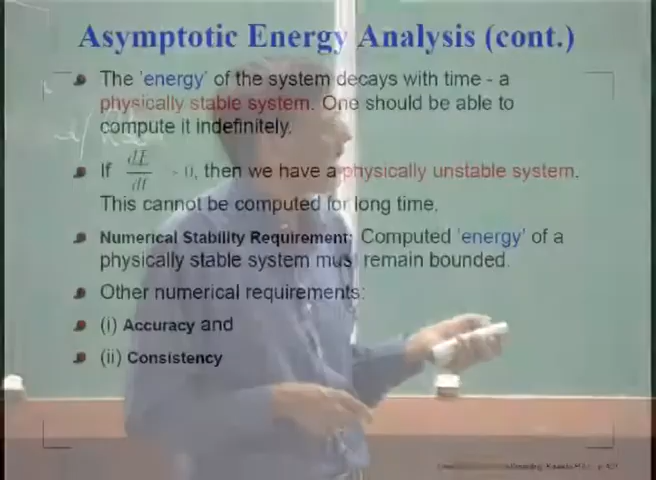 Asymptotic Energy Analysis (cont.)
The 'energy' of the system decays with time - a
physically stable system. One should be able to
compute it indefinitely.
If dE/dt > 0, then we have a physically unstable system.
This cannot be computed for long time.
Numerical Stability Requirement: Computed 'energy' of a
physically stable system must remain bounded.
Other numerical requirements:
(i) Accuracy and
(ii) Consistency